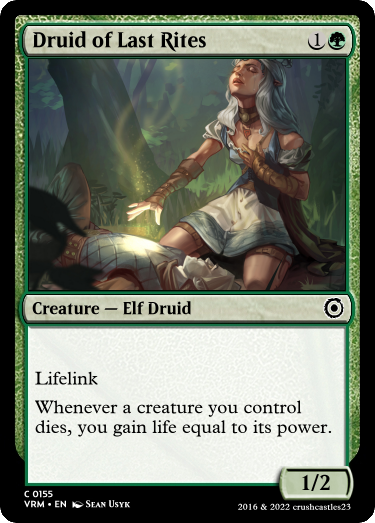 Druid of Last Rites 1
Creature — Elf Druid
Lifelink
Whenever a creature you control
dies, you gain life equal to its power.
1/2
C 0155
VRM • EN Sean Usyk
2016 & 2022 crushcastles23